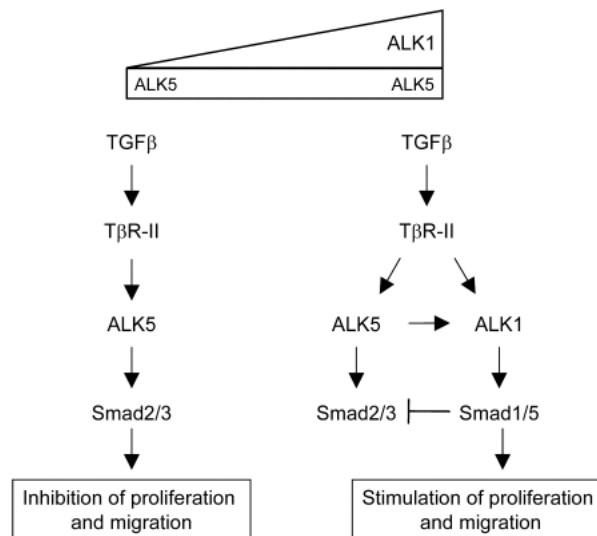 ALK1
ALK5 ALK5
TGFβ TGFβ
TβR-II TβR-II
ALK5 ALK5 ALK1
Smad2/3 Smad2/3 Smad1/5
Inhibition of proliferation
and migration
Stimulation of proliferation
and migration